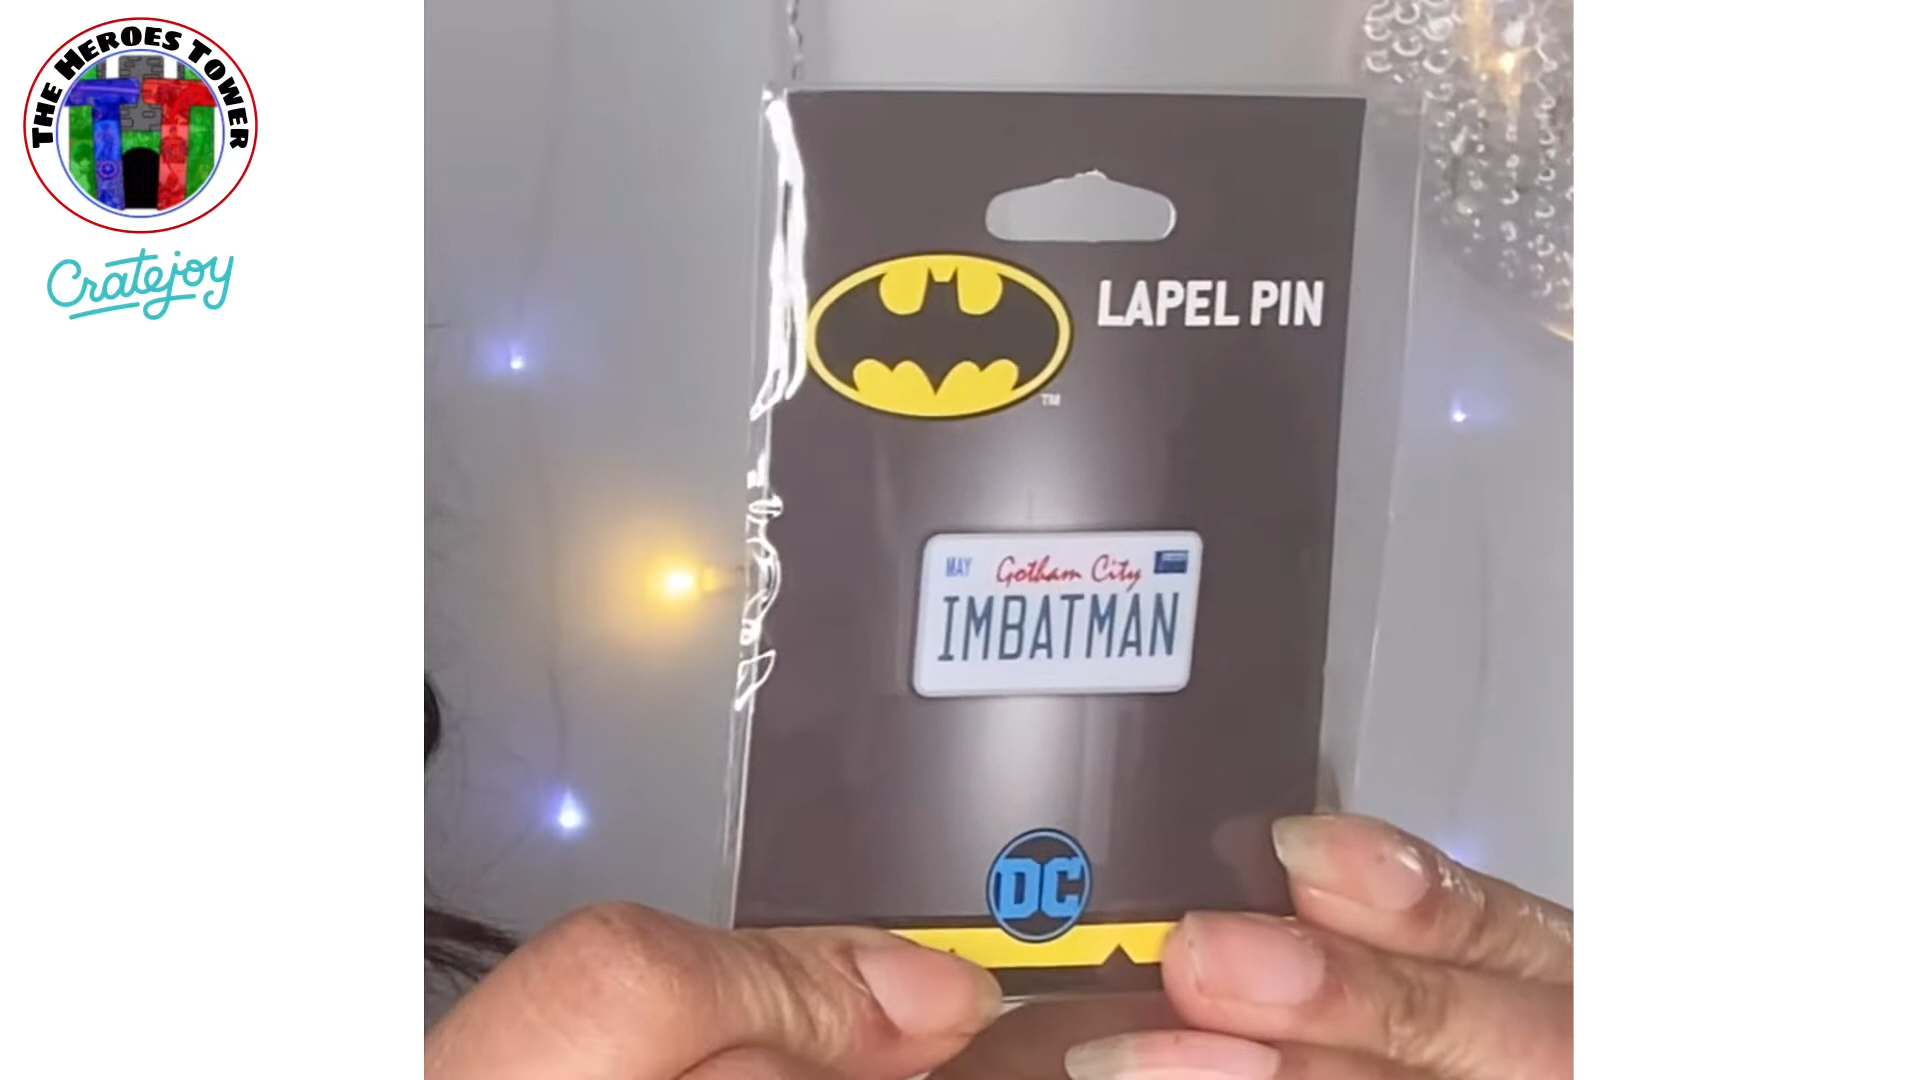 THE HEROES TOWER
Cratejoy
LAPEL PIN
TM
MAY
Gotham City
IMBATMAN
DC